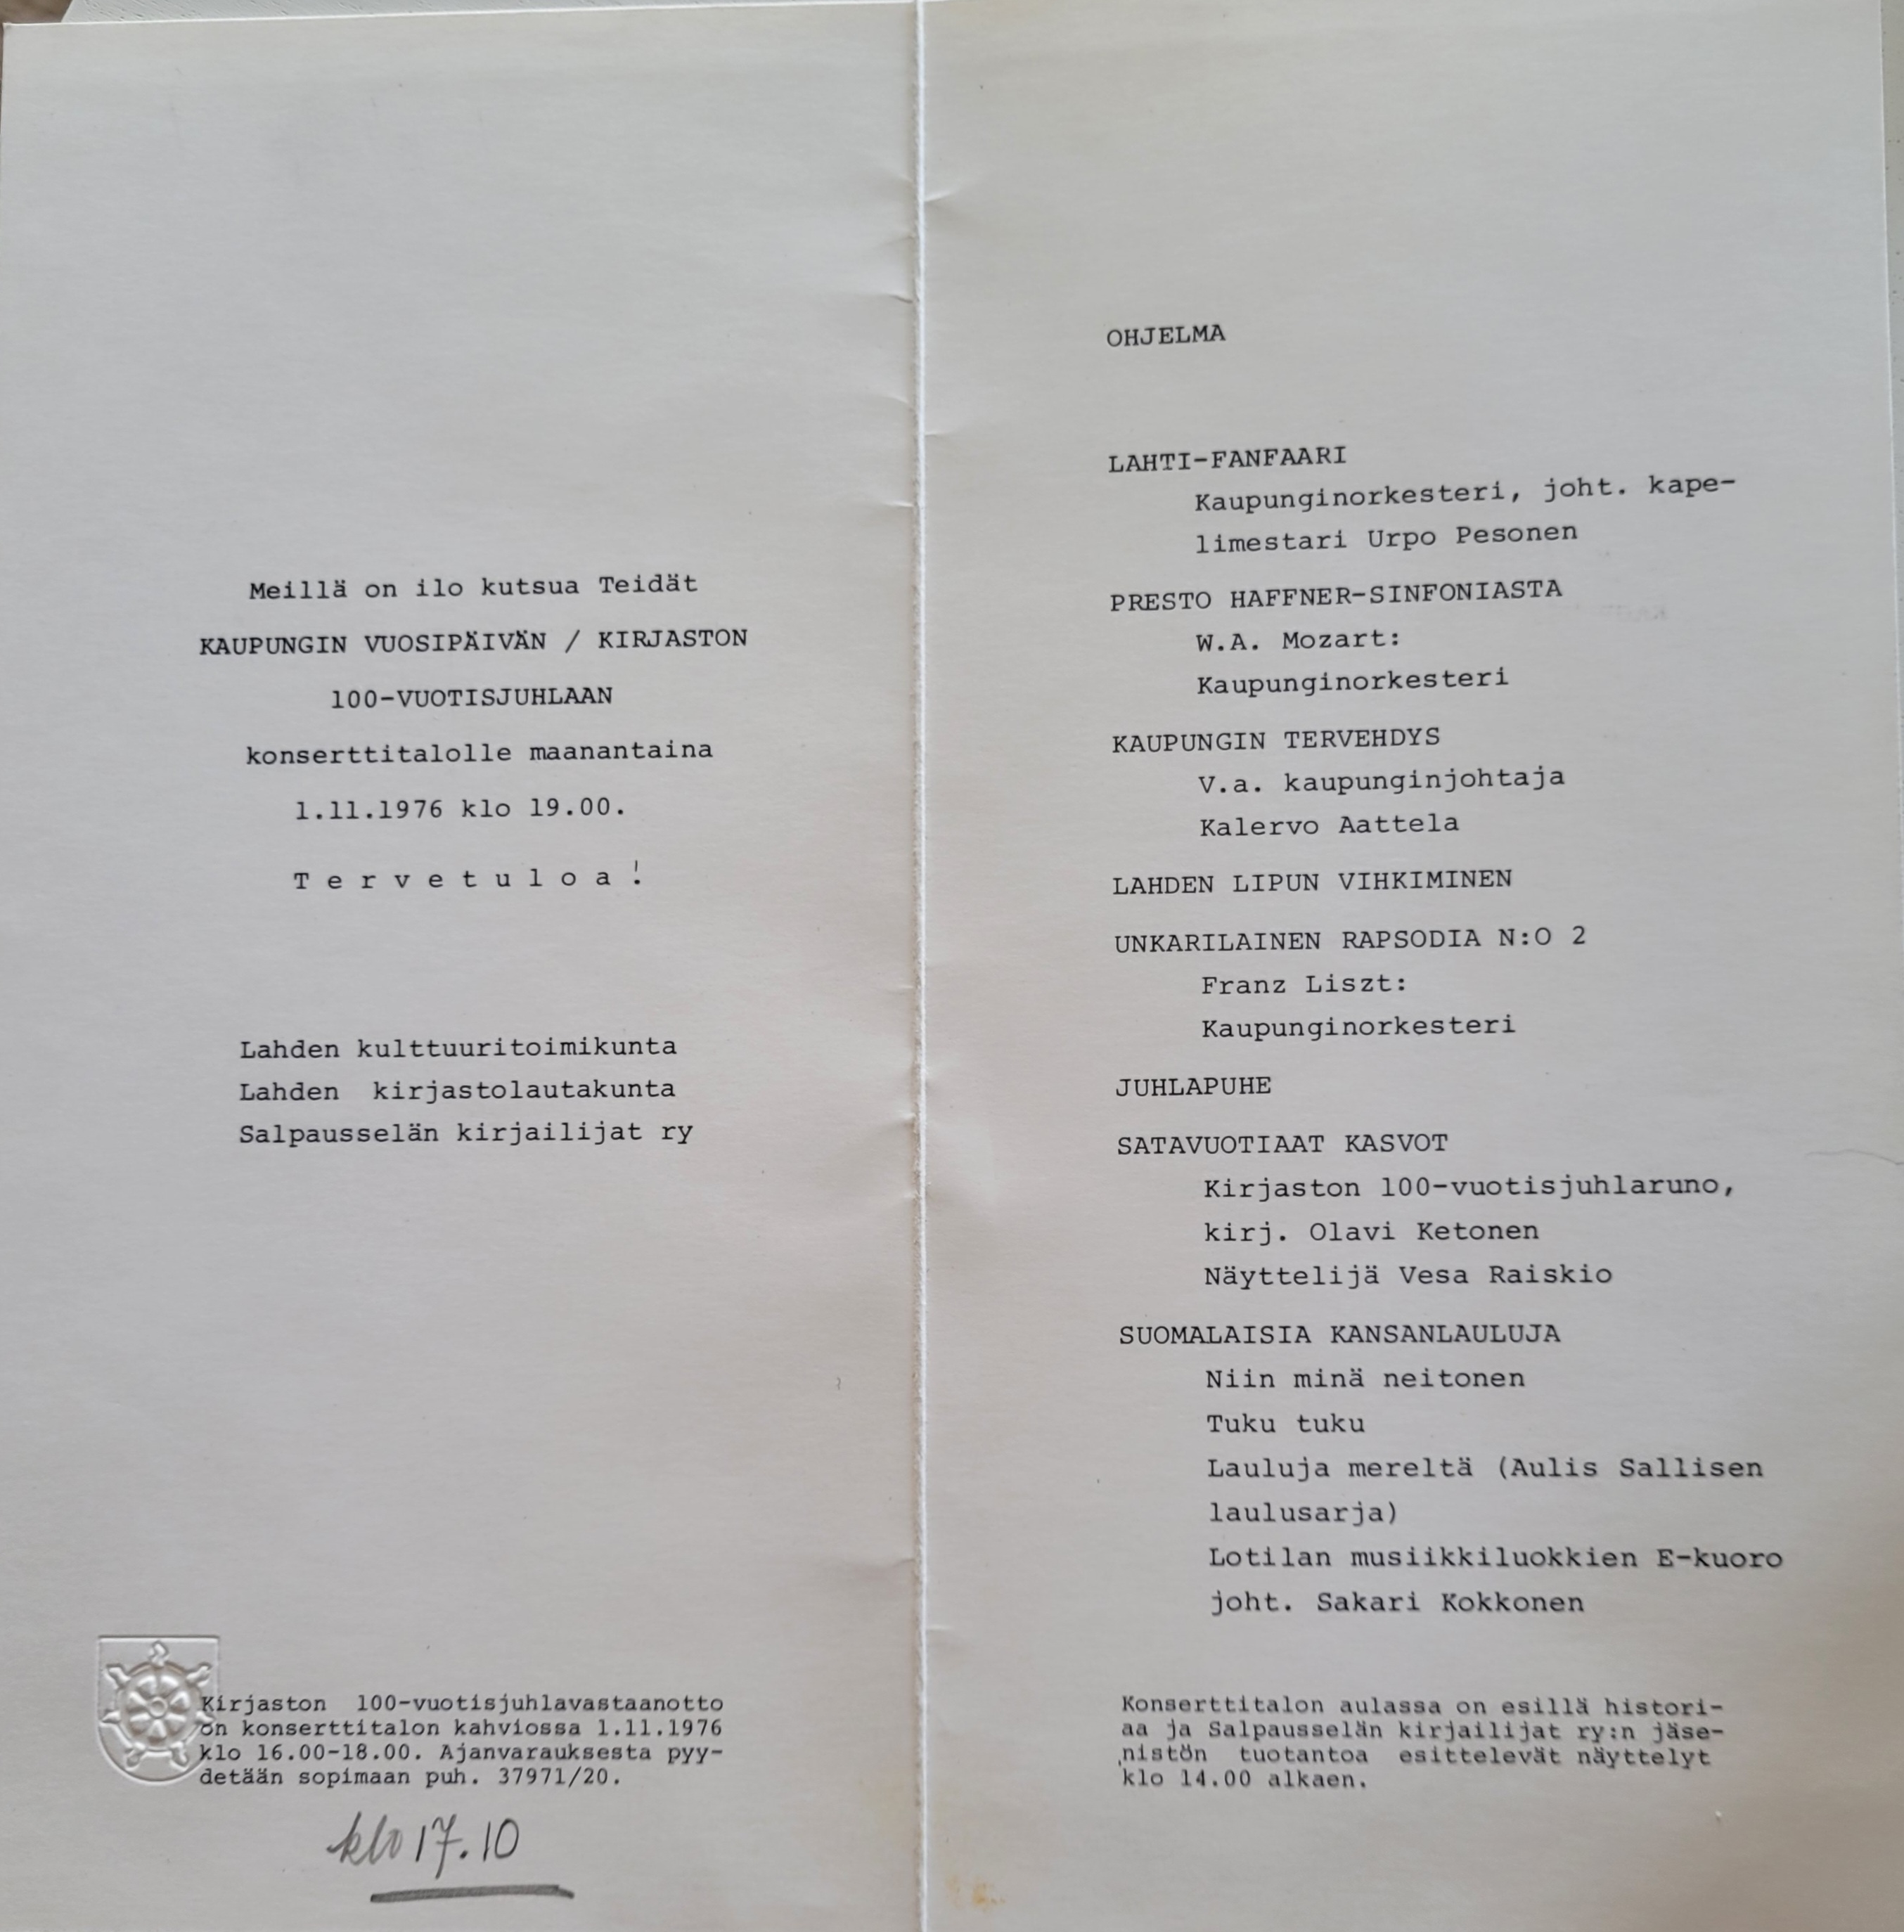 Meillä on ilo kutsua Teidät
KAUPUNGIN VUOSIPÄIVÄN / KIRJASTON
100-VUOTISJUHLAAN
konserttitalolle maanantaina
1.11.1976 klo 19.00.
T e r v e t u l o a !
Lahden kulttuuritoimikunta
Lahden kirjastolautakunta
Salpausselän kirjailijat ry
Kirjaston 100-vuotisjuhlavastaanotto
on konserttitalon kahviossa 1.11.1976
klo 16.00-18.00. Ajanvarauksesta pyy-
detään sopimaan puh. 37971/20.
klo 17.10
OHJELMA
LAHTI-FANFAARI
Kaupunginorkesteri, joht. kape-
limestari Urpo Pesonen
PRESTO HAFFNER-SINFONIASTA
W.A. Mozart:
Kaupunginorkesteri
KAUPUNGIN TERVEHDYS
V.a. kaupunginjohtaja
Kalervo Aattela
LAHDEN LIPUN VIHKIMINEN
UNKARILAINEN RAPSODIA N:O 2
Franz Liszt:
Kaupunginorkesteri
JUHLAPUHE
SATAVUOTIAAT KASVOT
Kirjaston 100-vuotisjuhlaruno,
kirj. Olavi Ketonen
Näyttelijä Vesa Raiskio
SUOMALAISIA KANSANLAULUJA
Niin minä neitonen
Tuku tuku
Lauluja mereltä (Aulis Sallisen
laulusarja)
Lotilan musiikkiluokkien E-kuoro
joht. Sakari Kokkonen
Konserttitalon aulassa on esillä histori-
aa ja Salpausselän kirjailijat ry:n jäse-
nistön tuotantoa esittelevät näyttelyt
klo 14.00 alkaen.